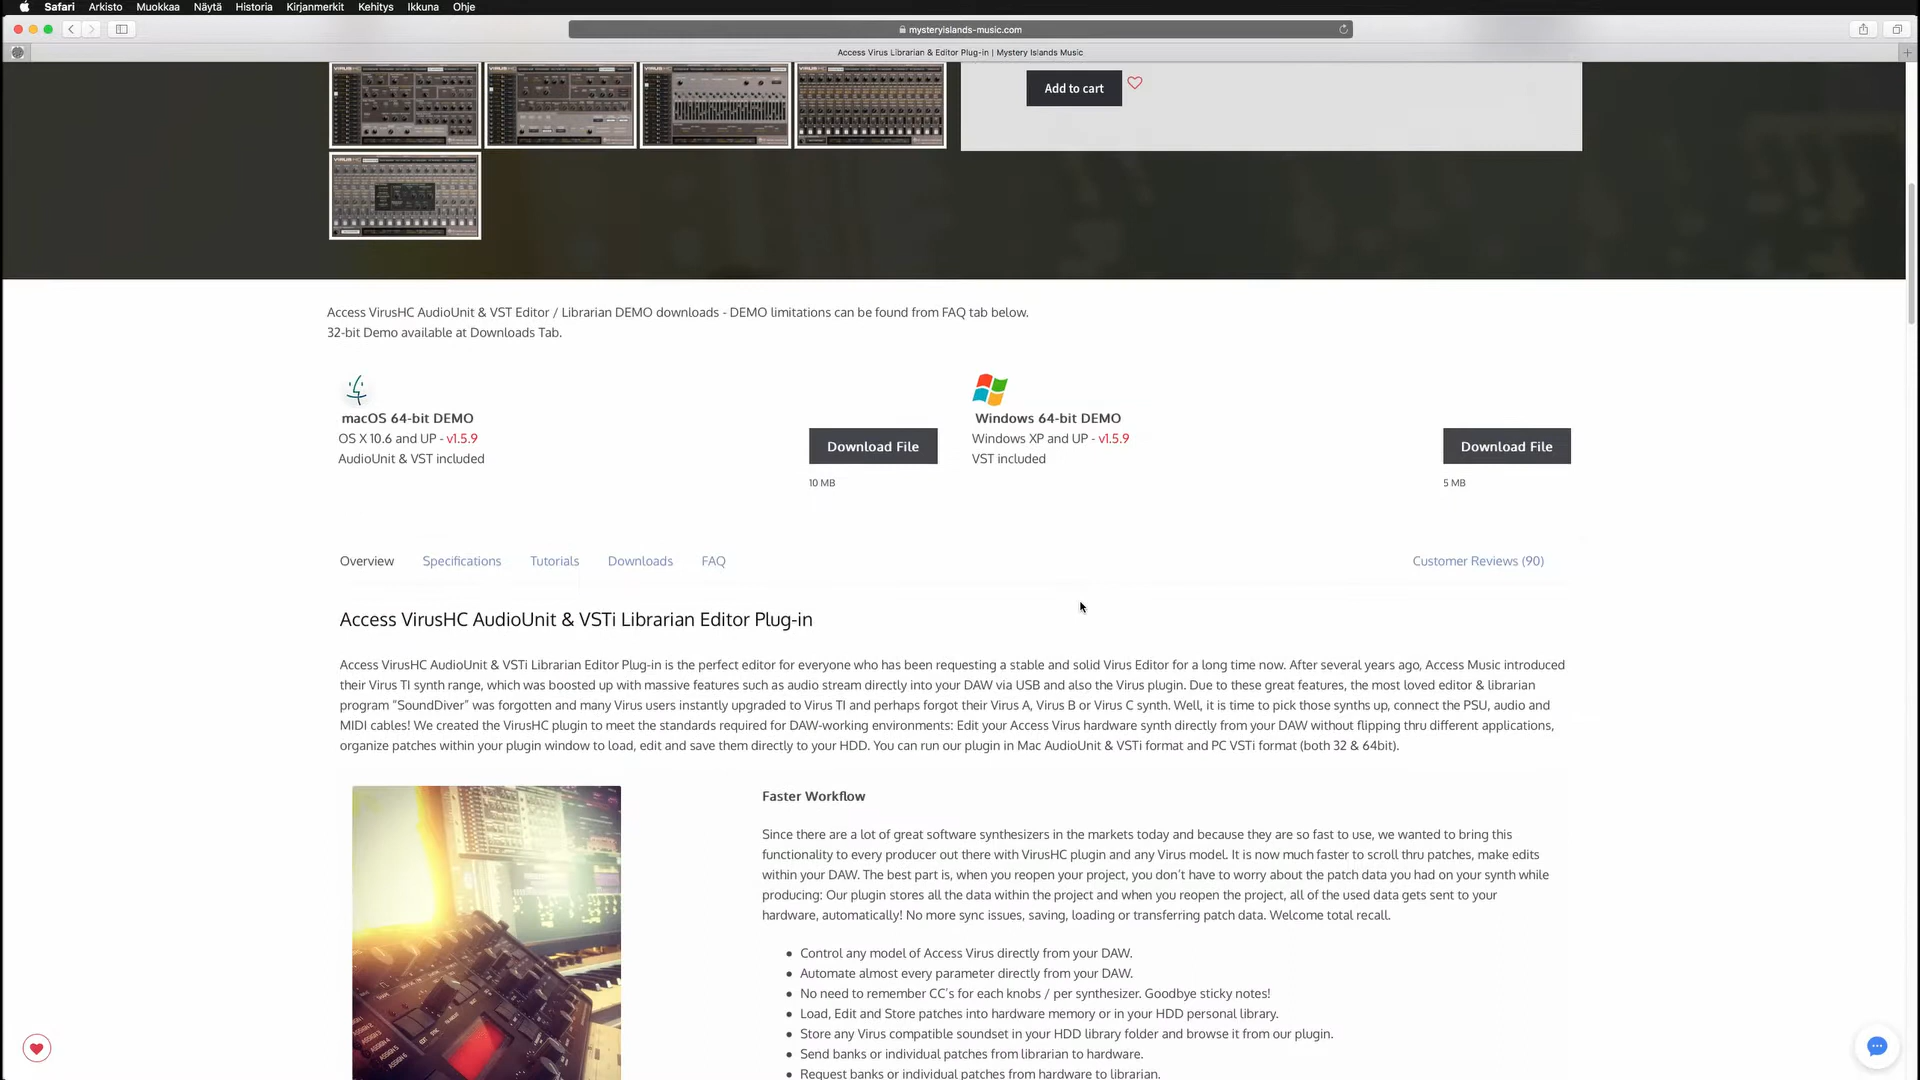 Safari Arkisto Muokkaa Näytä Historia Kirjanmerkit Kehitys Ikkuna Ohje
mysteryislands-music.com
Access Virus Librarian & Editor Plug-in | Mystery Islands Music
Add to cart
Access VirusHC AudioUnit & VST Editor / Librarian DEMO downloads - DEMO limitations can be found from FAQ tab below.
32-bit Demo available at Downloads Tab.
macOS 64-bit DEMO
OS X 10.6 and UP - v1.5.9
AudioUnit & VST included
Download File
10 MB
Windows 64-bit DEMO
Windows XP and UP - v1.5.9
VST included
Download File
5 MB
Overview Specifications Tutorials Downloads FAQ Customer Reviews (90)
Access VirusHC AudioUnit & VSTi Librarian Editor Plug-in
Access VirusHC AudioUnit & VSTi Librarian Editor Plug-in is the perfect editor for everyone who has been requesting a stable and solid Virus Editor for a long time now. After several years ago, Access Music introduced
their Virus TI synth range, which was boosted up with massive features such as audio stream directly into your DAW via USB and also the Virus plugin. Due to these great features, the most loved editor & librarian
program “SoundDiver” was forgotten and many Virus users instantly upgraded to Virus TI and perhaps forgot their Virus A, Virus B or Virus C synth. Well, it is time to pick those synths up, connect the PSU, audio and
MIDI cables! We created the VirusHC plugin to meet the standards required for DAW-working environments: Edit your Access Virus hardware synth directly from your DAW without flipping thru different applications,
organize patches within your plugin window to load, edit and save them directly to your HDD. You can run our plugin in Mac AudioUnit & VSTi format and PC VSTi format (both 32 & 64bit).
Faster Workflow
Since there are a lot of great software synthesizers in the markets today and because they are so fast to use, we wanted to bring this
functionality to every producer out there with VirusHC plugin and any Virus model. It is now much faster to scroll thru patches, make edits
within your DAW. The best part is, when you reopen your project, you don’t have to worry about the patch data you had on your synth while
producing: Our plugin stores all the data within the project and when you reopen the project, all of the used data gets sent to your
hardware, automatically! No more sync issues, saving, loading or transferring patch data. Welcome total recall.
• Control any model of Access Virus directly from your DAW.
• Automate almost every parameter directly from your DAW.
• No need to remember CC’s for each knobs / per synthesizer. Goodbye sticky notes!
• Load, Edit and Store patches into hardware memory or in your HDD personal library.
• Store any Virus compatible soundset in your HDD library folder and browse it from our plugin.
• Send banks or individual patches from librarian to hardware.
• Request banks or individual patches from hardware to librarian.